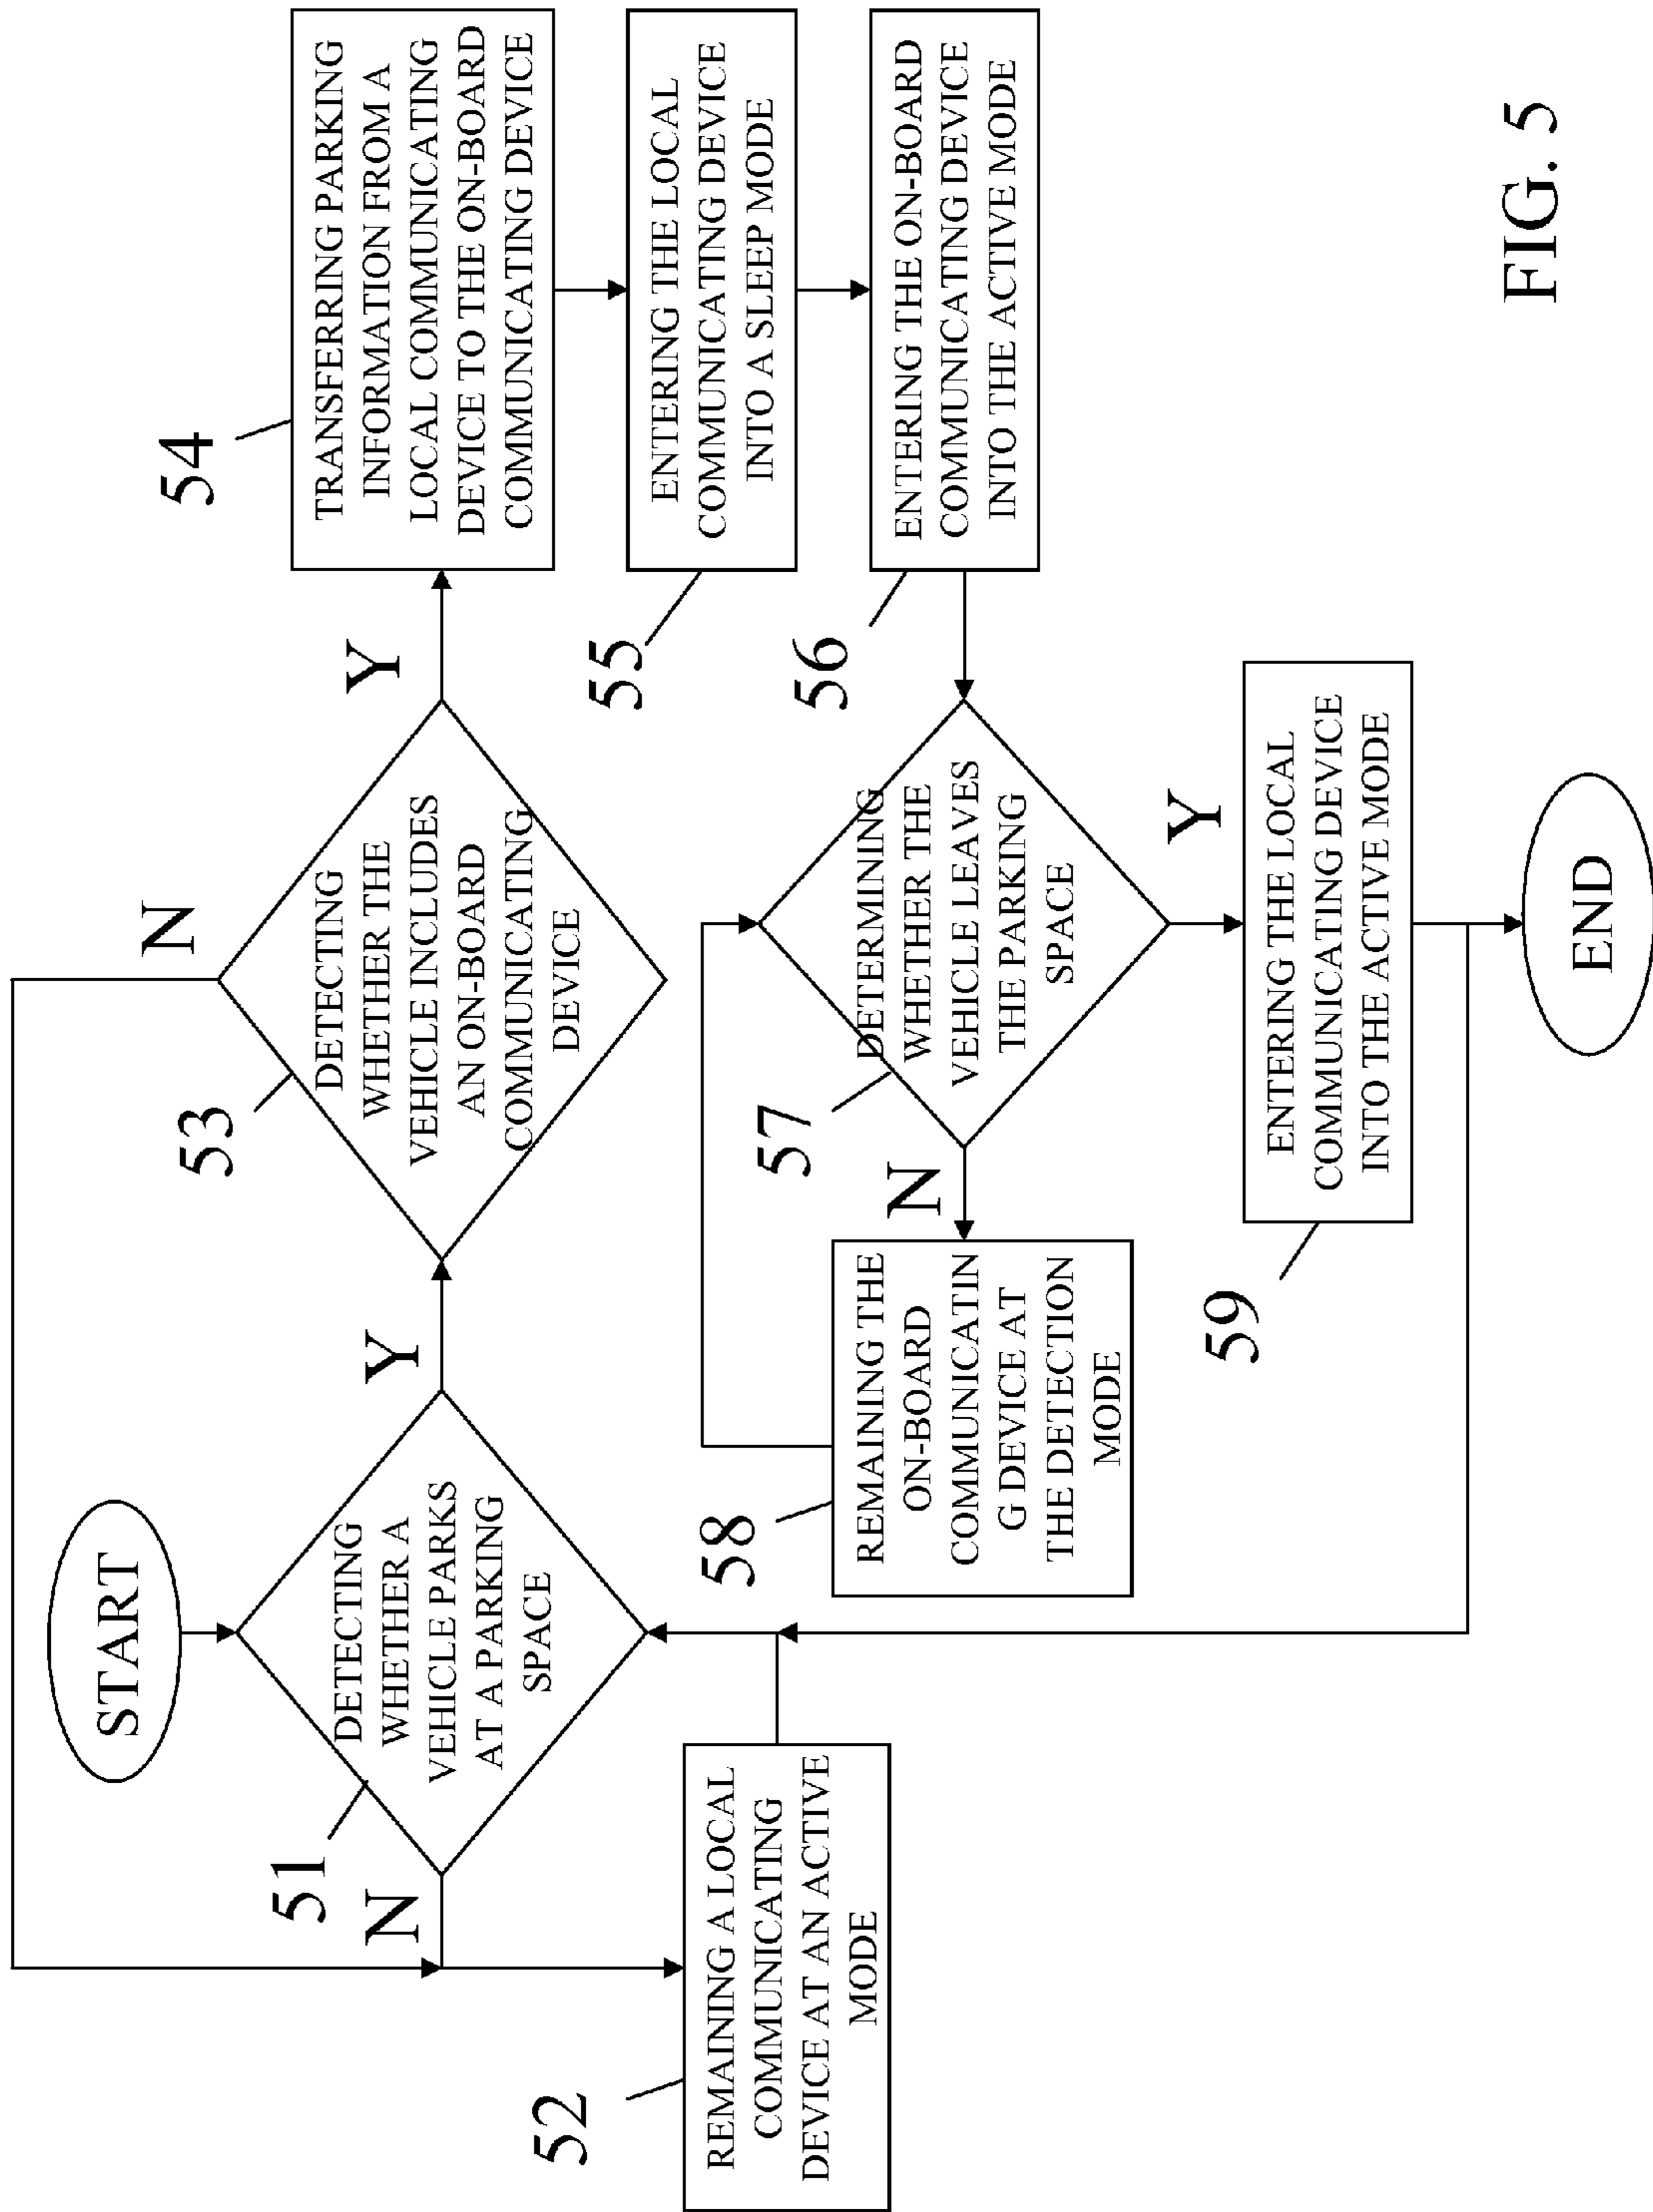 START
51
DETECTING
WHETHER A
VEHICLE PARKS
AT A PARKING
SPACE
N
Y
52
REMAINING A LOCAL
COMMUNICATING
DEVICE AT AN ACTIVE
MODE
53
DETECTING
WHETHER THE
VEHICLE INCLUDES
AN ON-BOARD
COMMUNICATING
DEVICE
N
Y
54
TRANSFERRING PARKING
INFORMATION FROM A
LOCAL COMMUNICATING
DEVICE TO THE ON-BOARD
COMMUNICATING DEVICE
55
ENTERING THE LOCAL
COMMUNICATING DEVICE
INTO A SLEEP MODE
56
ENTERING THE ON-BOARD
COMMUNICATING DEVICE
INTO THE ACTIVE MODE
57
DETERMINING
WHETHER THE
VEHICLE LEAVES
THE PARKING
SPACE
N
Y
58
REMAINING THE
ON-BOARD
COMMUNICATIN
G DEVICE AT
THE DETECTION
MODE
59
ENTERING THE LOCAL
COMMUNICATING DEVICE
INTO THE ACTIVE MODE
END
FIG. 5